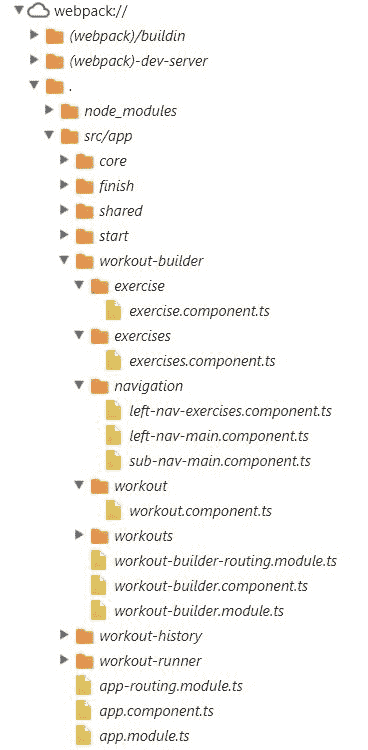 webpack://
(webpack)/buildin
(webpack)-dev-server
.
node_modules
src/app
core
finish
shared
start
workout-builder
exercise
exercise.component.ts
exercises
exercises.component.ts
navigation
left-nav-exercises.component.ts
left-nav-main.component.ts
sub-nav-main.component.ts
workout
workout.component.ts
workouts
workout-builder-routing.module.ts
workout-builder.component.ts
workout-builder.module.ts
workout-history
workout-runner
app-routing.module.ts
app.component.ts
app.module.ts